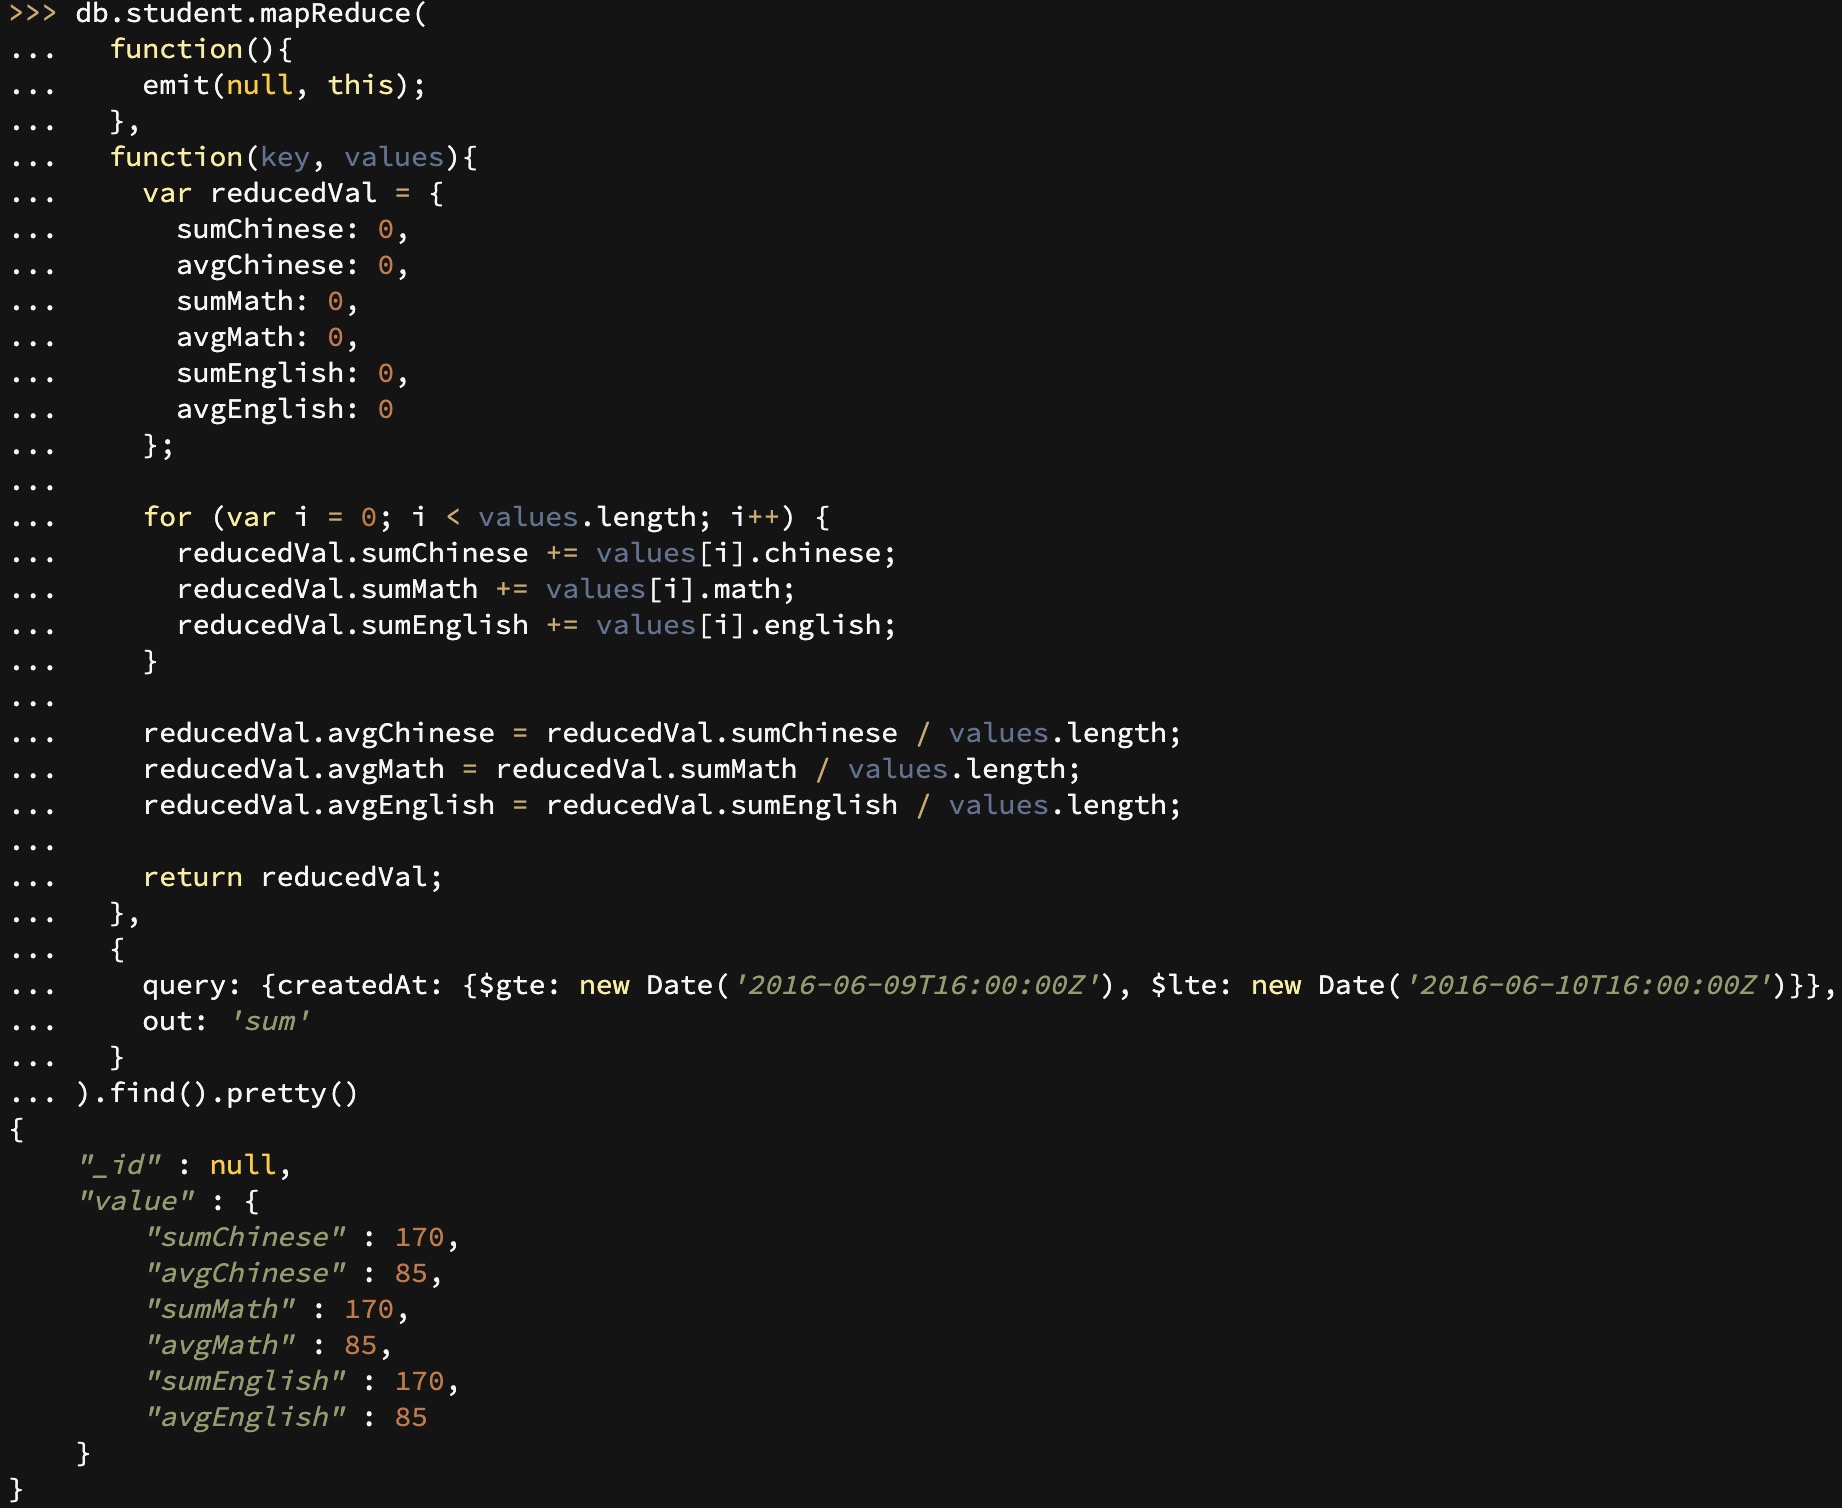 >>> db.student.mapReduce(
...   function(){
...     emit(null, this);
...   },
...   function(key, values){
...     var reducedVal = {
...       sumChinese: 0,
...       avgChinese: 0,
...       sumMath: 0,
...       avgMath: 0,
...       sumEnglish: 0,
...       avgEnglish: 0
...     };
...
...     for (var i = 0; i < values.length; i++) {
...       reducedVal.sumChinese += values[i].chinese;
...       reducedVal.sumMath += values[i].math;
...       reducedVal.sumEnglish += values[i].english;
...     }
...
...     reducedVal.avgChinese = reducedVal.sumChinese / values.length;
...     reducedVal.avgMath = reducedVal.sumMath / values.length;
...     reducedVal.avgEnglish = reducedVal.sumEnglish / values.length;
...
...     return reducedVal;
...   },
...   {
...     query: {createdAt: {$gte: new Date('2016-06-09T16:00:00Z'), $lte: new Date('2016-06-10T16:00:00Z')}},
...     out: 'sum'
...   }
... ).find().pretty()
{
    "_id" : null,
    "value" : {
        "sumChinese" : 170,
        "avgChinese" : 85,
        "sumMath" : 170,
        "avgMath" : 85,
        "sumEnglish" : 170,
        "avgEnglish" : 85
    }
}